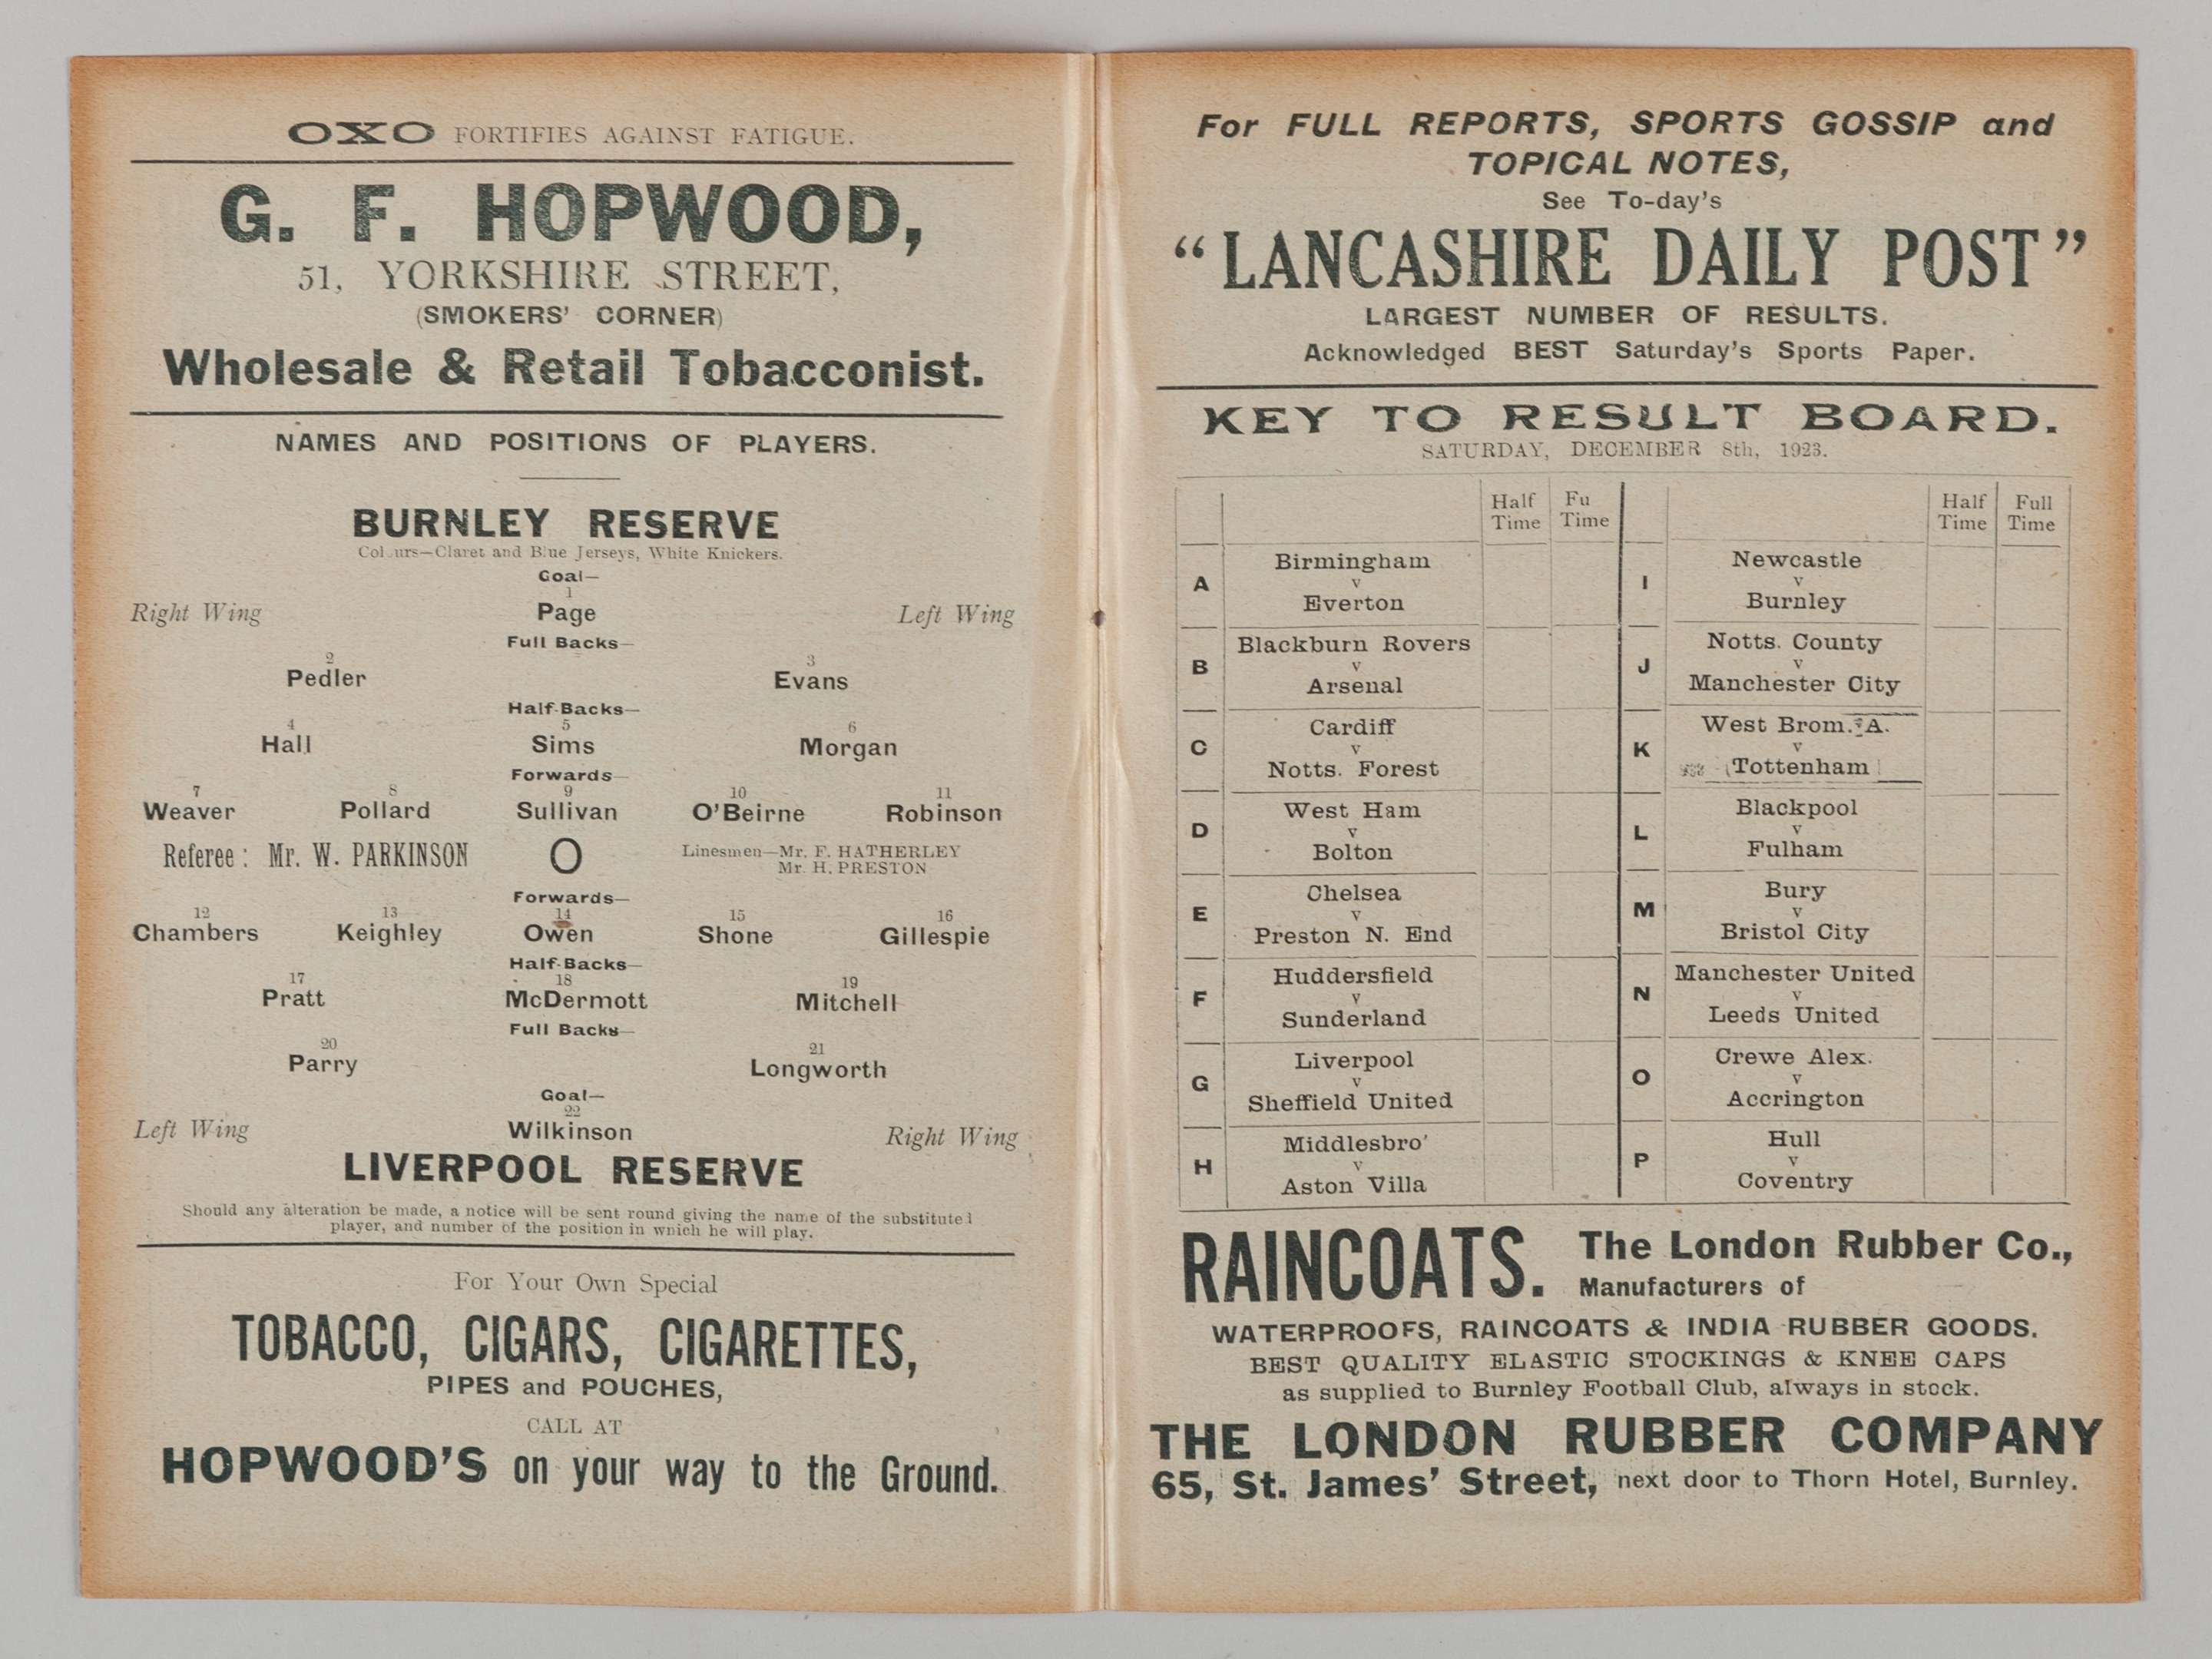 OXO FORTIFIES AGAINST FATIGUE.
G. F. HOPWOOD,
51, YORKSHIRE STREET,
(SMOKERS' CORNER)
Wholesale & Retail Tobacconist.
NAMES AND POSITIONS OF PLAYERS.
BURNLEY RESERVE
Col urs—Claret and Blue Jerseys, White Knickers.
Goal—
1
Right Wing Page Left Wing
Full Backs—
2 3
Pedler Evans
Half-Backs—
4 5 6
Hall Sims Morgan
Forwards—
7 8 9 10 11
Weaver Pollard Sullivan O'Beirne Robinson
Referee : Mr. W. PARKINSON O Linesmen—Mr. F. HATHERLEY
Mr. H. PRESTON
Forwards—
12 13 14 15 16
Chambers Keighley Owen Shone Gillespie
Half-Backs—
17 18 19
Pratt McDermott Mitchell
Full Backs—
20 21
Parry Longworth
Goal—
22
Left Wing Wilkinson Right Wing
LIVERPOOL RESERVE
Should any alteration be made, a notice will be sent round giving the name of the substituted
player, and number of the position in which he will play.
For Your Own Special
TOBACCO, CIGARS, CIGARETTES,
PIPES and POUCHES,
CALL AT
HOPWOOD'S on your way to the Ground.
For FULL REPORTS, SPORTS GOSSIP and
TOPICAL NOTES,
See To-day's
"LANCASHIRE DAILY POST"
LARGEST NUMBER OF RESULTS.
Acknowledged BEST Saturday's Sports Paper.
KEY TO RESULT BOARD.
SATURDAY, DECEMBER 8th, 1923.
Half Time Fu Time Half Time Full Time
A Birmingham v Everton
I Newcastle v Burnley
B Blackburn Rovers v Arsenal
J Notts. County v Manchester City
C Cardiff v Notts. Forest
K West Brom. A. v Tottenham
D West Ham v Bolton
L Blackpool v Fulham
E Chelsea v Preston N. End
M Bury v Bristol City
F Huddersfield v Sunderland
N Manchester United v Leeds United
G Liverpool v Sheffield United
O Crewe Alex. v Accrington
H Middlesbro' v Aston Villa
P Hull v Coventry
RAINCOATS. The London Rubber Co.,
Manufacturers of
WATERPROOFS, RAINCOATS & INDIA RUBBER GOODS.
BEST QUALITY ELASTIC STOCKINGS & KNEE CAPS
as supplied to Burnley Football Club, always in stock.
THE LONDON RUBBER COMPANY
65, St. James' Street, next door to Thorn Hotel, Burnley.